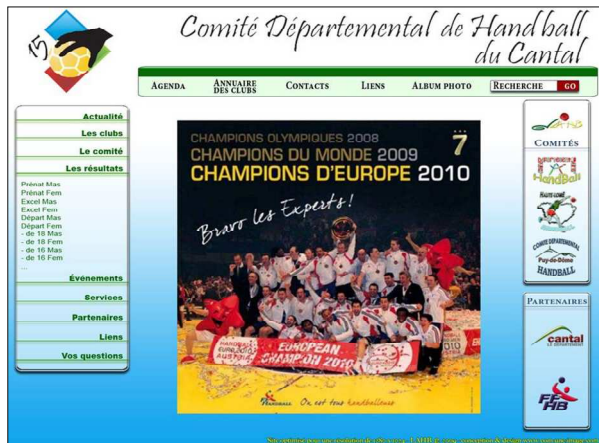 15
Comité Départemental de Handball
du Cantal
AGENDA
ANNUAIRE
DES CLUBS
CONTACTS
LIENS
ALBUM PHOTO
RECHERCHE
GO
Actualité
Les clubs
Le comité
Les résultats
Prénat Mas
Prénat Fem
Excel Mas
Excel Fem
Départ Mas
Départ Fem
- de 18 Mas
- de 18 Fem
- de 16 Mas
- de 16 Fem
...
Événements
Services
Partenaires
Liens
Vos questions
CHAMPIONS OLYMPIQUES 2008
CHAMPIONS DU MONDE 2009
CHAMPIONS D'EUROPE 2010
7
Bravo les Experts!
EUROPEAN
CHAMPION 2010
On est tous handballeurs
COMITÉS
HandBall
HAUTE-LOIRE
COMITE DEPARTEMENTAL
Puy-de-Dôme
HANDBALL
PARTENAIRES
cantal
FFHB